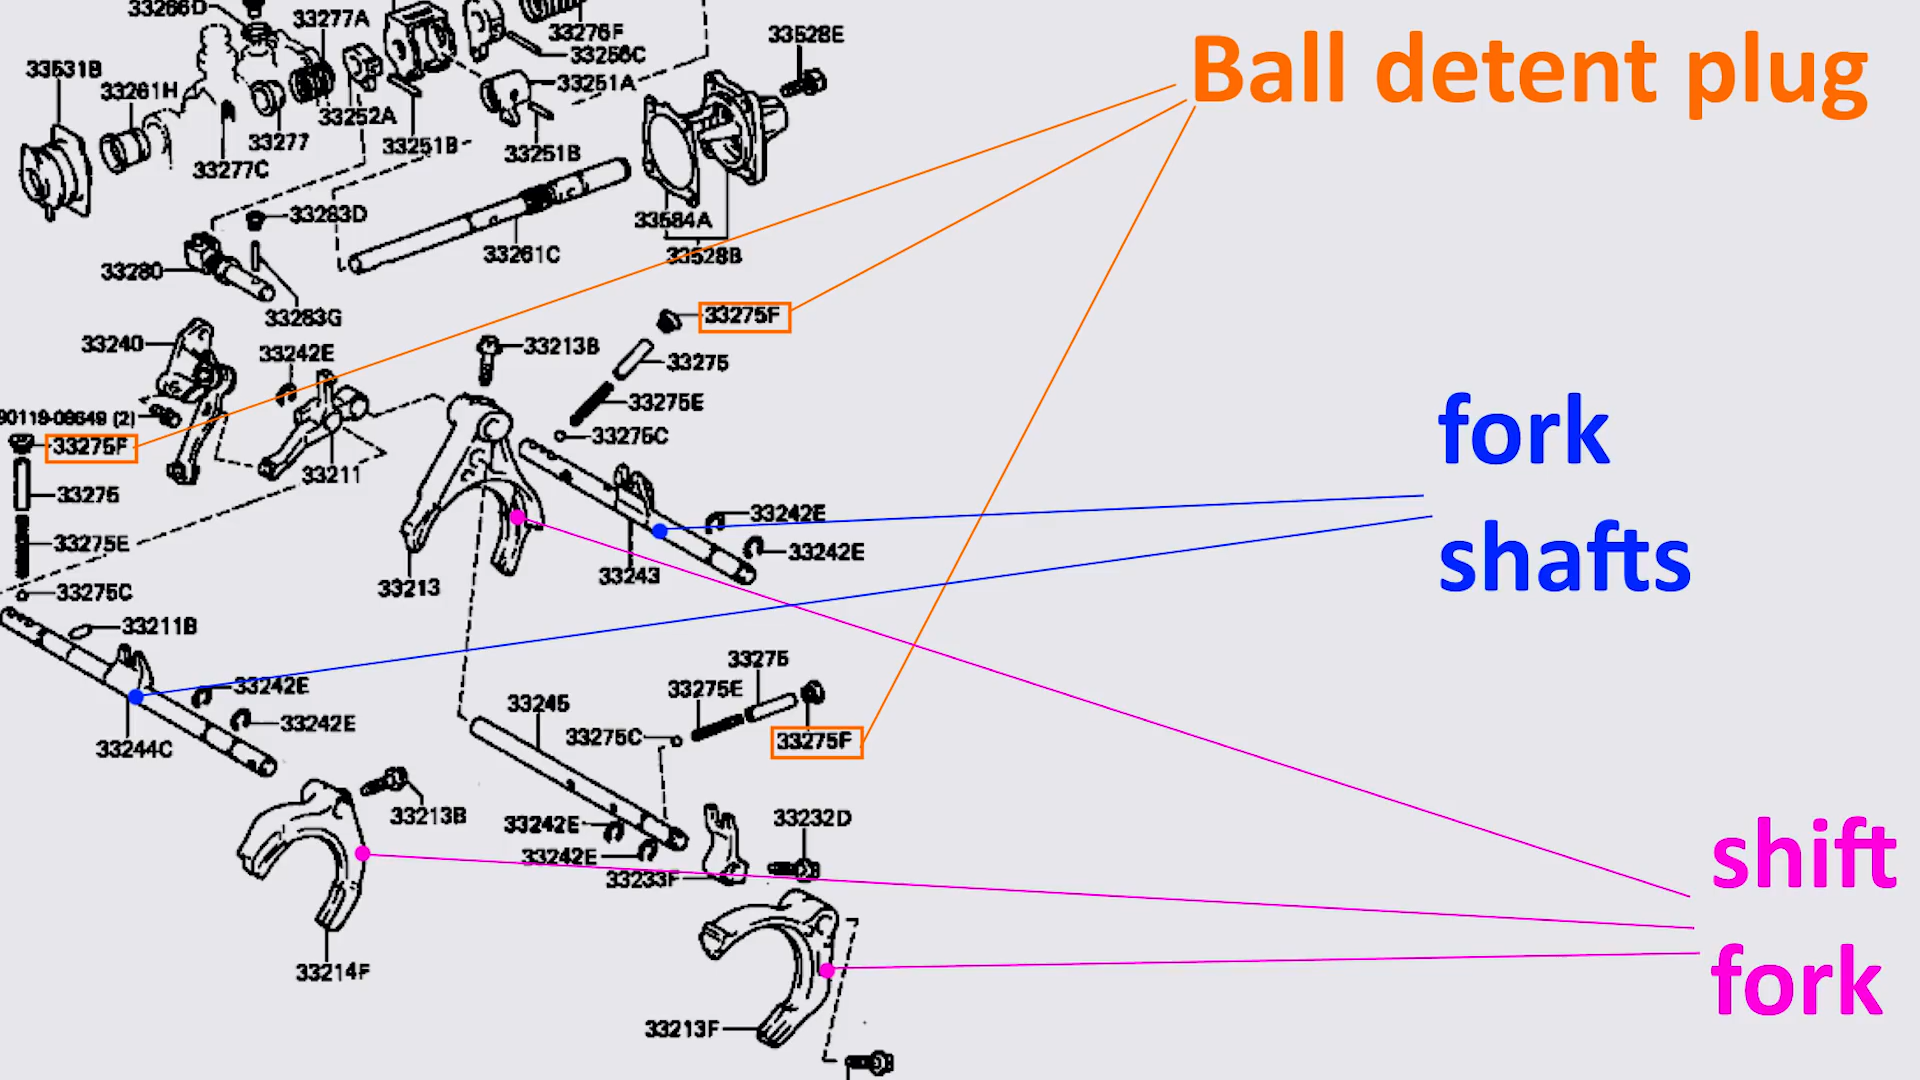 33266D
33277A
33276F
33256C
33528E
Ball detent plug
33531B
33261H
33251A
33252A
33277
33251B
33251B
33277C
33283D
33584A
33261C
33528B
33280
33283G
33275F
33240
33242E
33213B
33275
33275E
90119-08649 (2)
33275F
33275C
fork
33211
33275
33242E
33275E
33242E
shafts
33213
33243
33275C
33211B
33275
33242E
33275E
33245
33242E
33275C
33275F
33244C
33213B
33242E
33232D
shift
33242E
33233F
33214F
fork
33213F